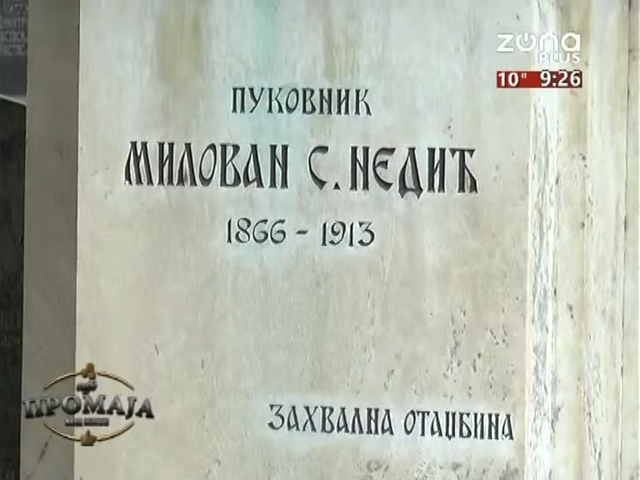 zona
PLUS
10° 9:26
ПУКОВНИК
МИЛОВАН С. НЕДИЋ
1866 - 1913
ПРОМАЈА
ЗАХВАЛНА ОТАЏБИНА